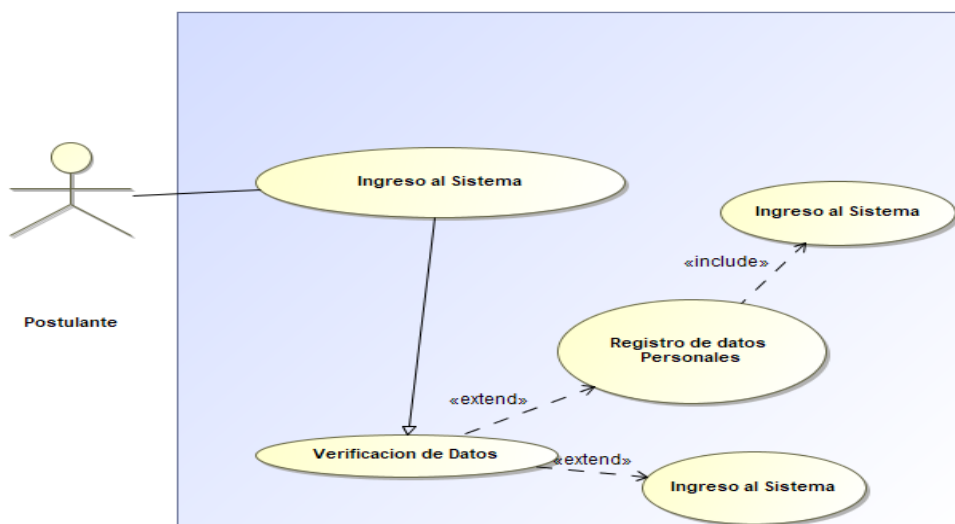 Ingreso al Sistema
Ingreso al Sistema
«include»
Postulante
Registro de datos
Personales
«extend»
Verificacion de Datos
«extend»
Ingreso al Sistema